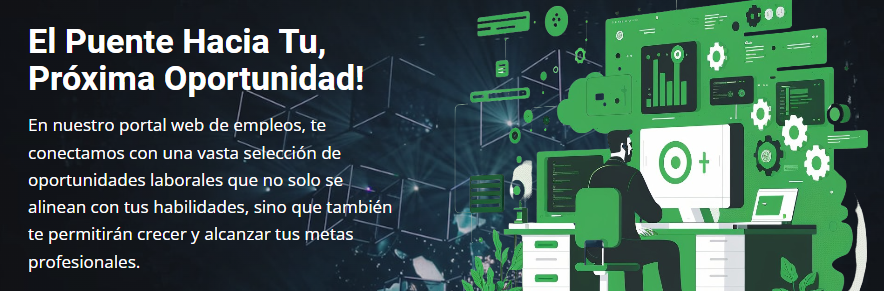 El Puente Hacia Tu,
Próxima Oportunidad!
En nuestro portal web de empleos, te
conectamos con una vasta selección de
oportunidades laborales que no solo se
alinean con tus habilidades, sino que también
te permitirán crecer y alcanzar tus metas
profesionales.